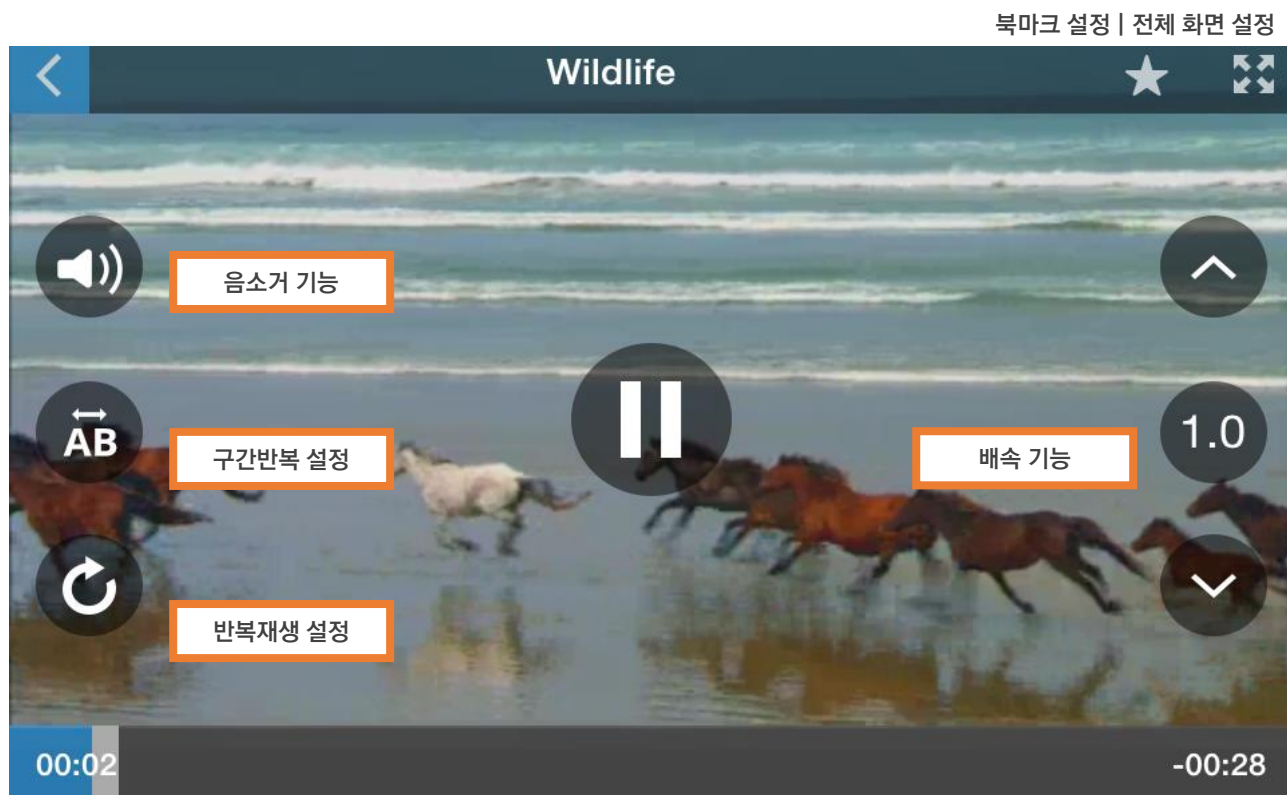 북마크 설정 | 전체 화면 설정
Wildlife
음소거 기능
AB
구간반복 설정
1.0
배속 기능
반복재생 설정
00:02
-00:28